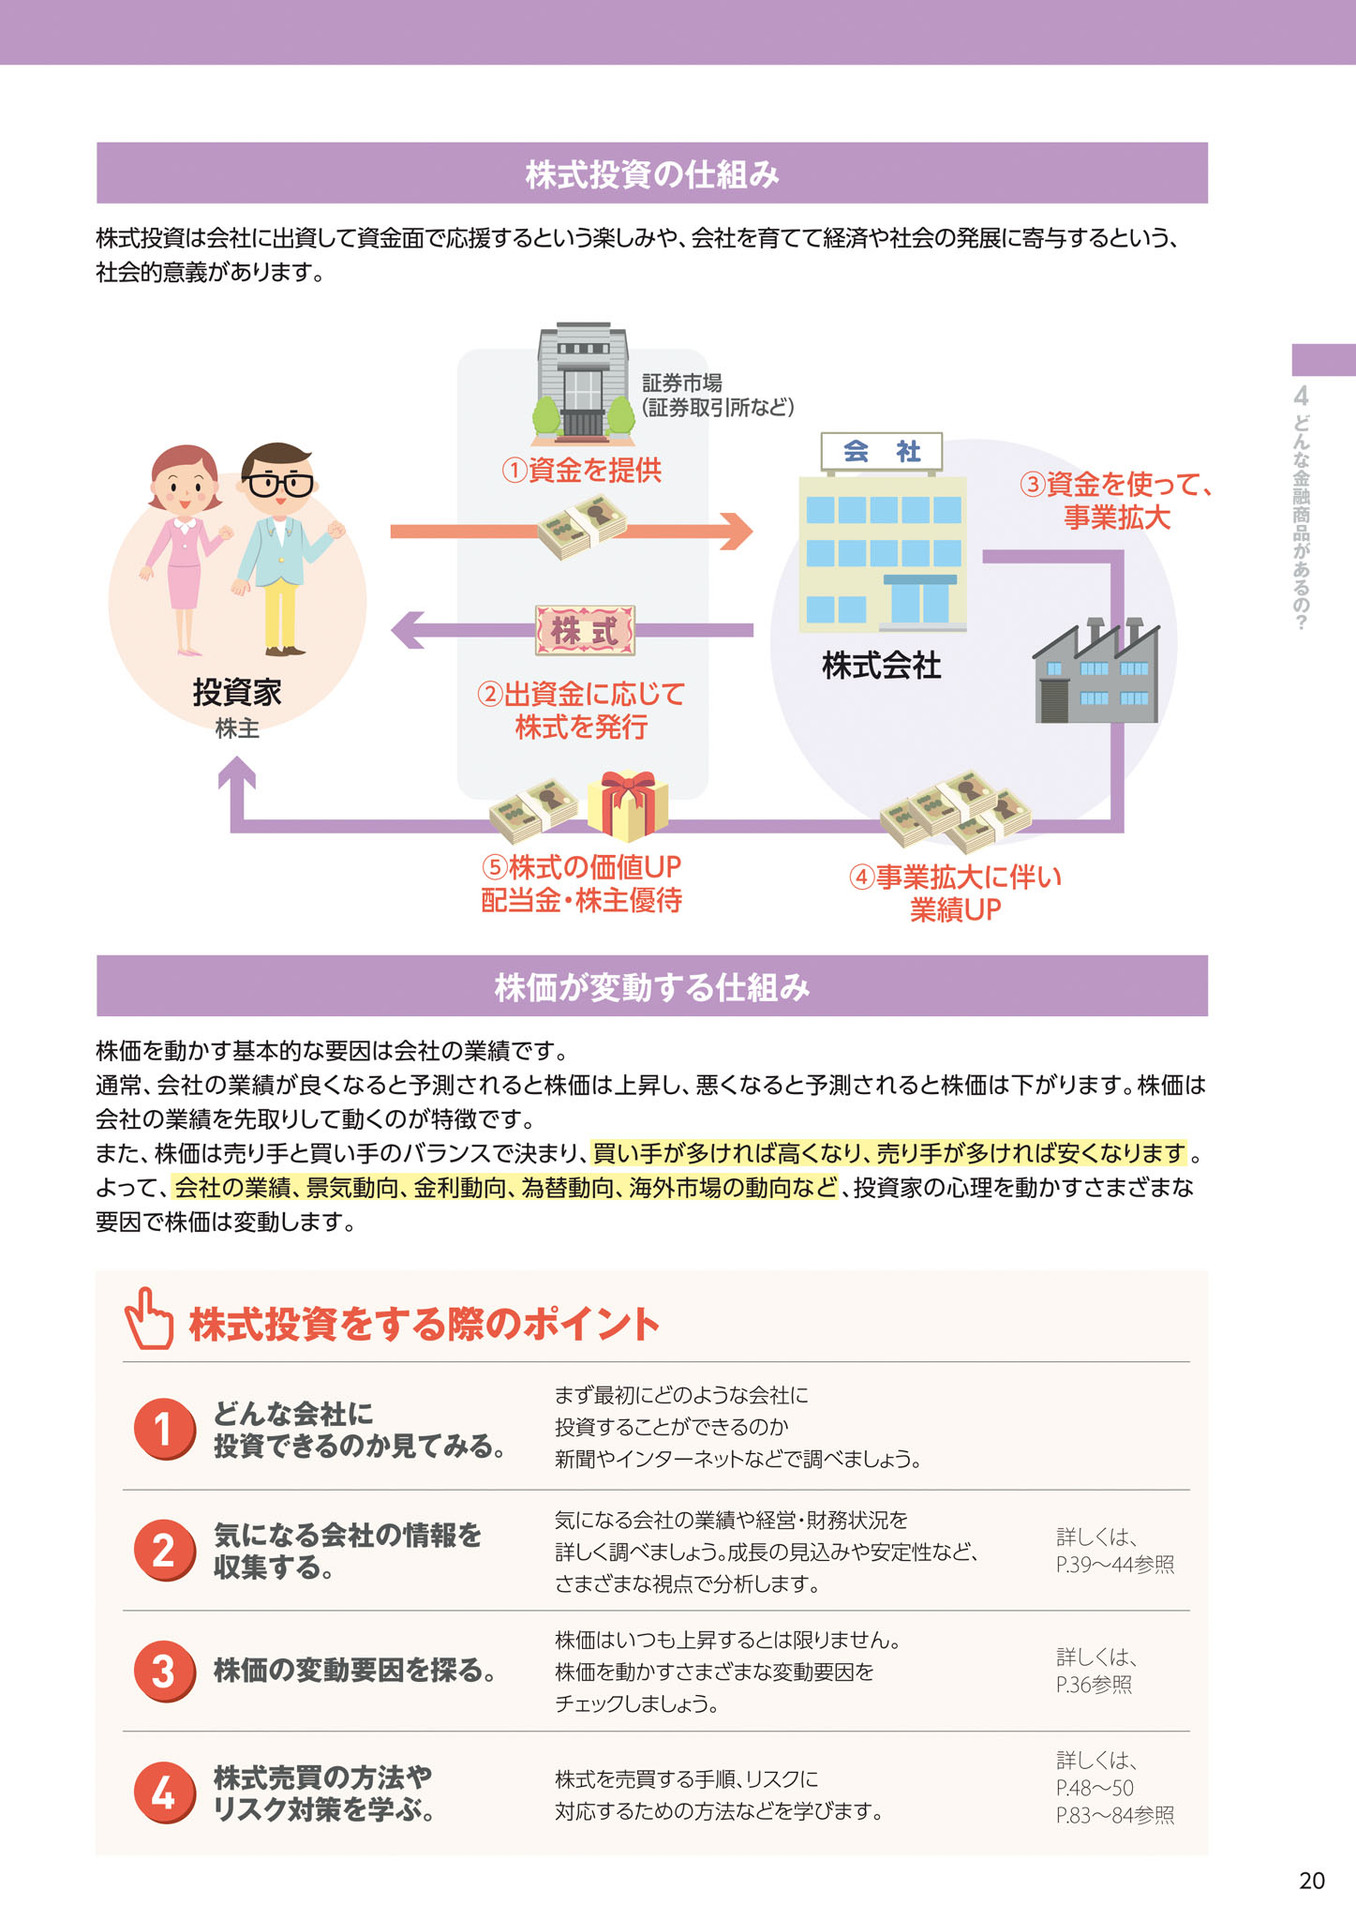 株式投資の仕組み
株式投資は会社に出資して資金面で応援するという楽しみや、会社を育てて経済や社会の発展に寄与するという、
社会的意義があります。
証券市場
(証券取引所など)
①資金を提供
会 社
③資金を使って、
事業拡大
株式
株式会社
投資家
株主
②出資金に応じて
株式を発行
⑤株式の価値UP
配当金・株主優待
④事業拡大に伴い
業績UP
4 どんな金融商品があるの？
株価が変動する仕組み
株価を動かす基本的な要因は会社の業績です。
通常、会社の業績が良くなると予測されると株価は上昇し、悪くなると予測されると株価は下がります。株価は
会社の業績を先取りして動くのが特徴です。
また、株価は売り手と買い手のバランスで決まり、買い手が多ければ高くなり、売り手が多ければ安くなります。
よって、会社の業績、景気動向、金利動向、為替動向、海外市場の動向など、投資家の心理を動かすさまざまな
要因で株価は変動します。
株式投資をする際のポイント
1
どんな会社に
投資できるのか見てみる。
まず最初にどのような会社に
投資することができるのか
新聞やインターネットなどで調べましょう。
2
気になる会社の情報を
収集する。
気になる会社の業績や経営・財務状況を
詳しく調べましょう。成長の見込みや安定性など、
さまざまな視点で分析します。
詳しくは、
P.39〜44参照
3
株価の変動要因を探る。
株価はいつも上昇するとは限りません。
株価を動かすさまざまな変動要因を
チェックしましょう。
詳しくは、
P.36参照
4
株式売買の方法や
リスク対策を学ぶ。
株式を売買する手順、リスクに
対応するための方法などを学びます。
詳しくは、
P.48〜50
P.83〜84参照
20